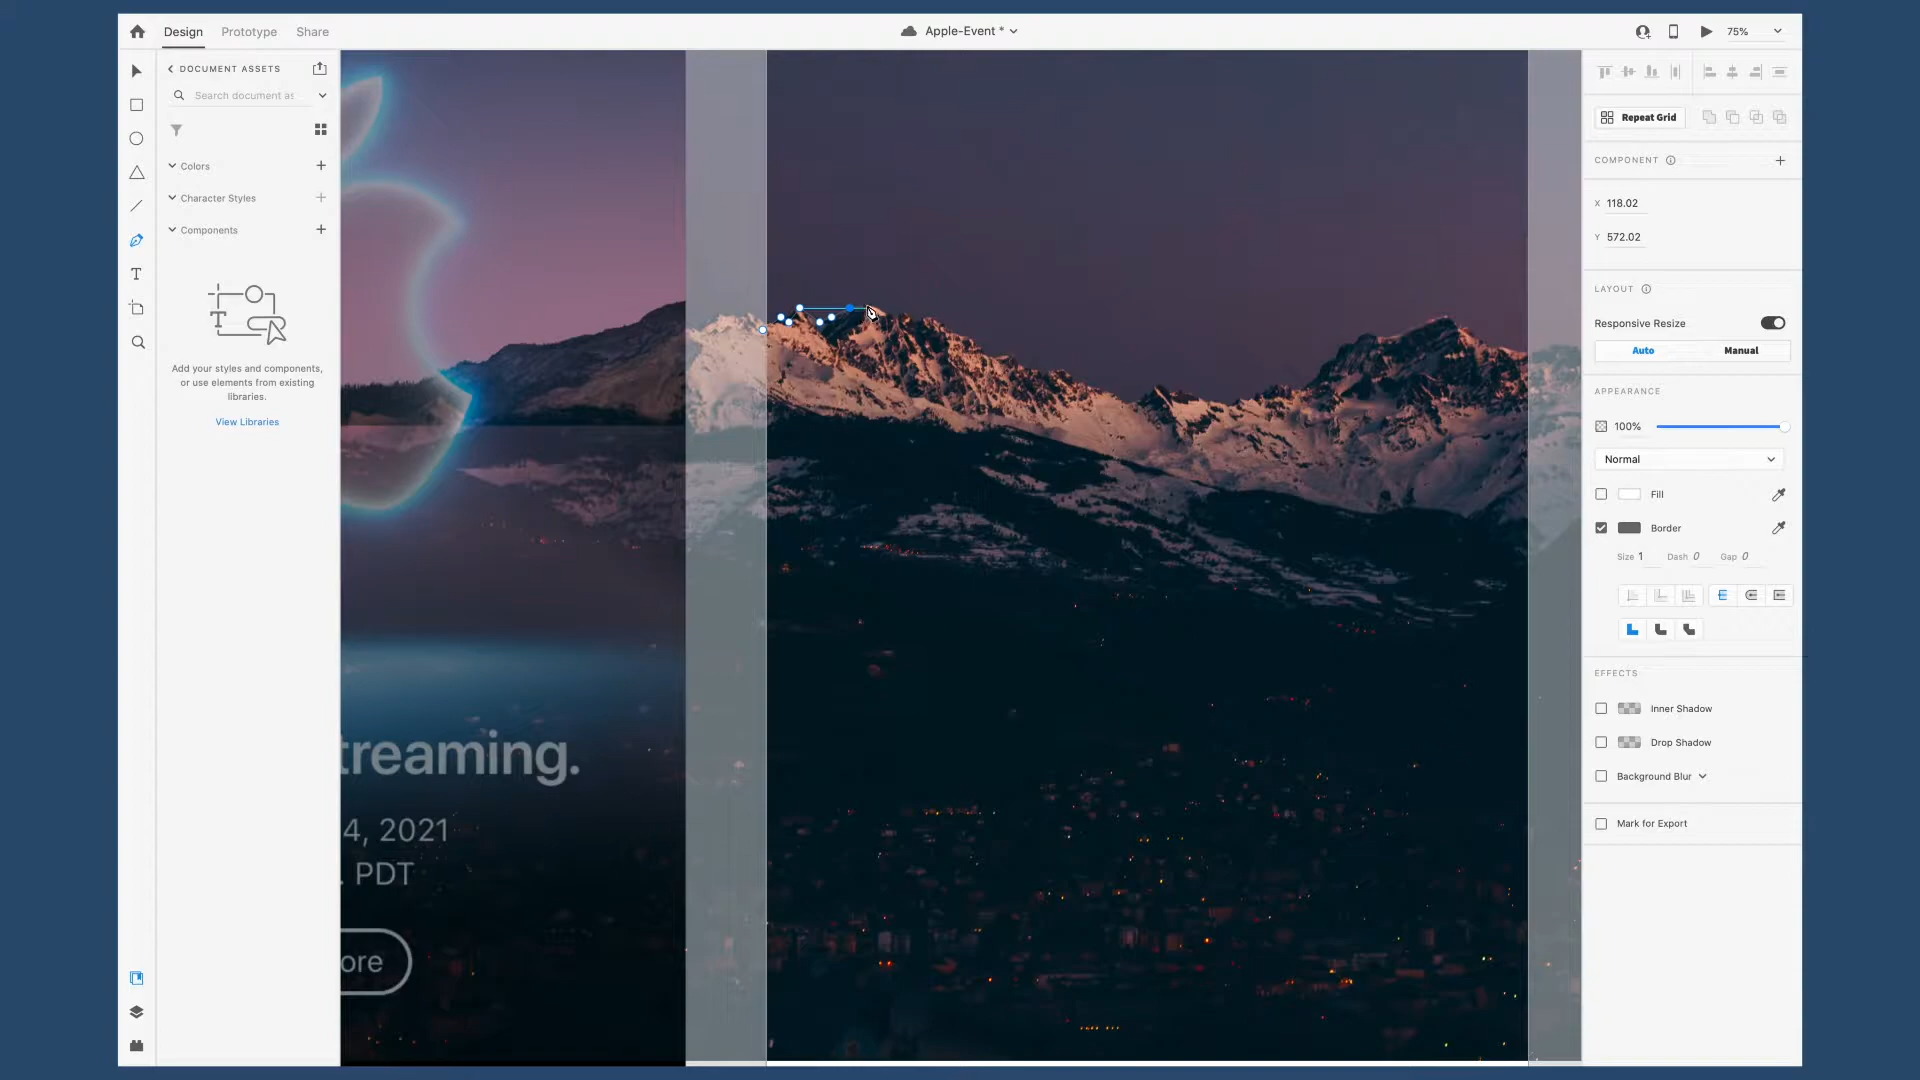 Design Prototype Share
Apple-Event *
75%
DOCUMENT ASSETS
Search document as
Colors
Character Styles
Components
T
Add your styles and components,
or use elements from existing
libraries.
View Libraries
treaming.
4, 2021
. PDT
ore
Repeat Grid
COMPONENT
X 118.02
Y 572.02
LAYOUT
Responsive Resize
Auto Manual
APPEARANCE
100%
Normal
Fill
Border
Size 1 Dash 0 Gap 0
EFFECTS
Inner Shadow
Drop Shadow
Background Blur
Mark for Export